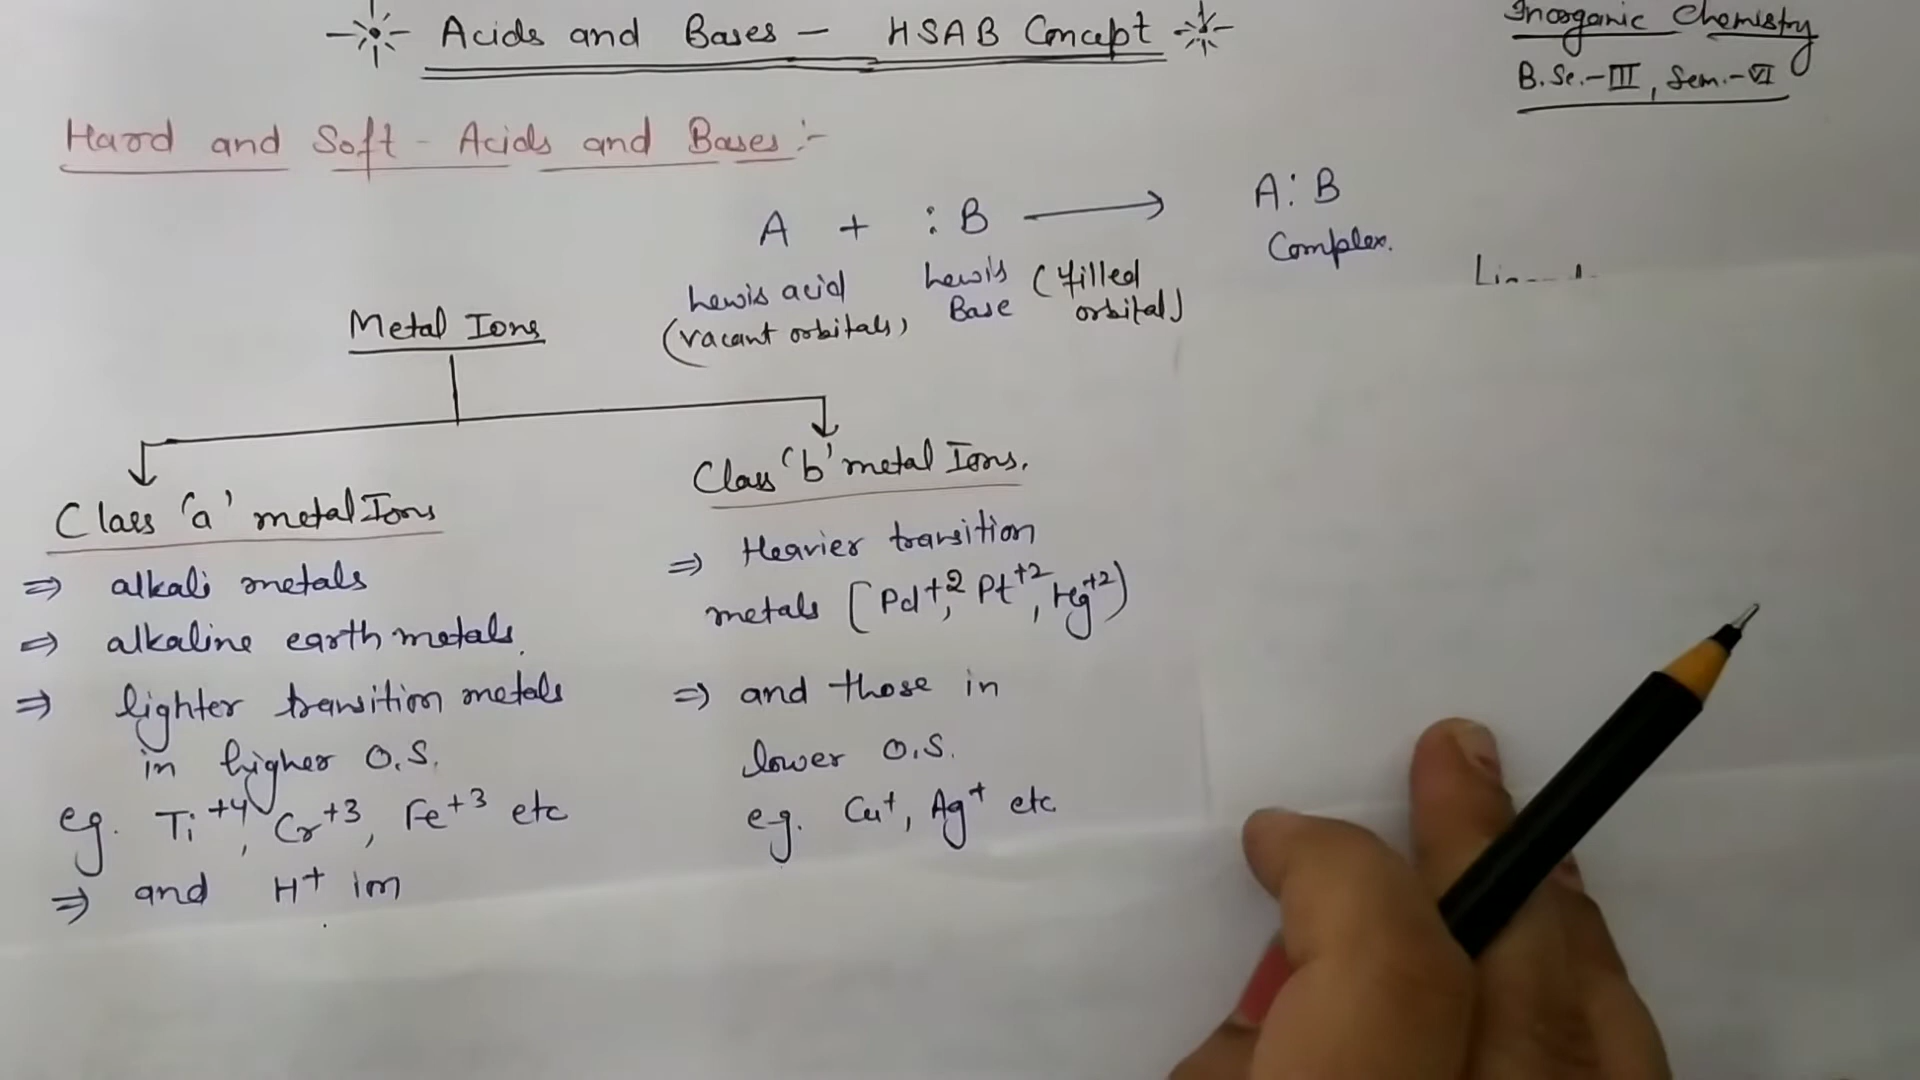 Acids and Bases - HSAB Concept
Inorganic Chemistry
B.Sc.-III, Sem.-VI
Hard and Soft - Acids and Bases :-
A + :B ⟶ A:B
Lewis acid
(vacant orbitals)
Lewis
Base
(filled
orbital)
Complex.
Metal Ions
Class 'a' metal Ions
⇒ alkali metals
⇒ alkaline earth metals.
⇒ lighter transition metals
in higher O.S.
eg. Ti+4, Cr+3, Fe+3 etc
⇒ and H+ ion
Class 'b' metal Ions.
⇒ Heavier transition
metals [Pd+2, Pt+2, Hg+2)
⇒ and those in
lower O.S.
eg. Cu+, Ag+ etc